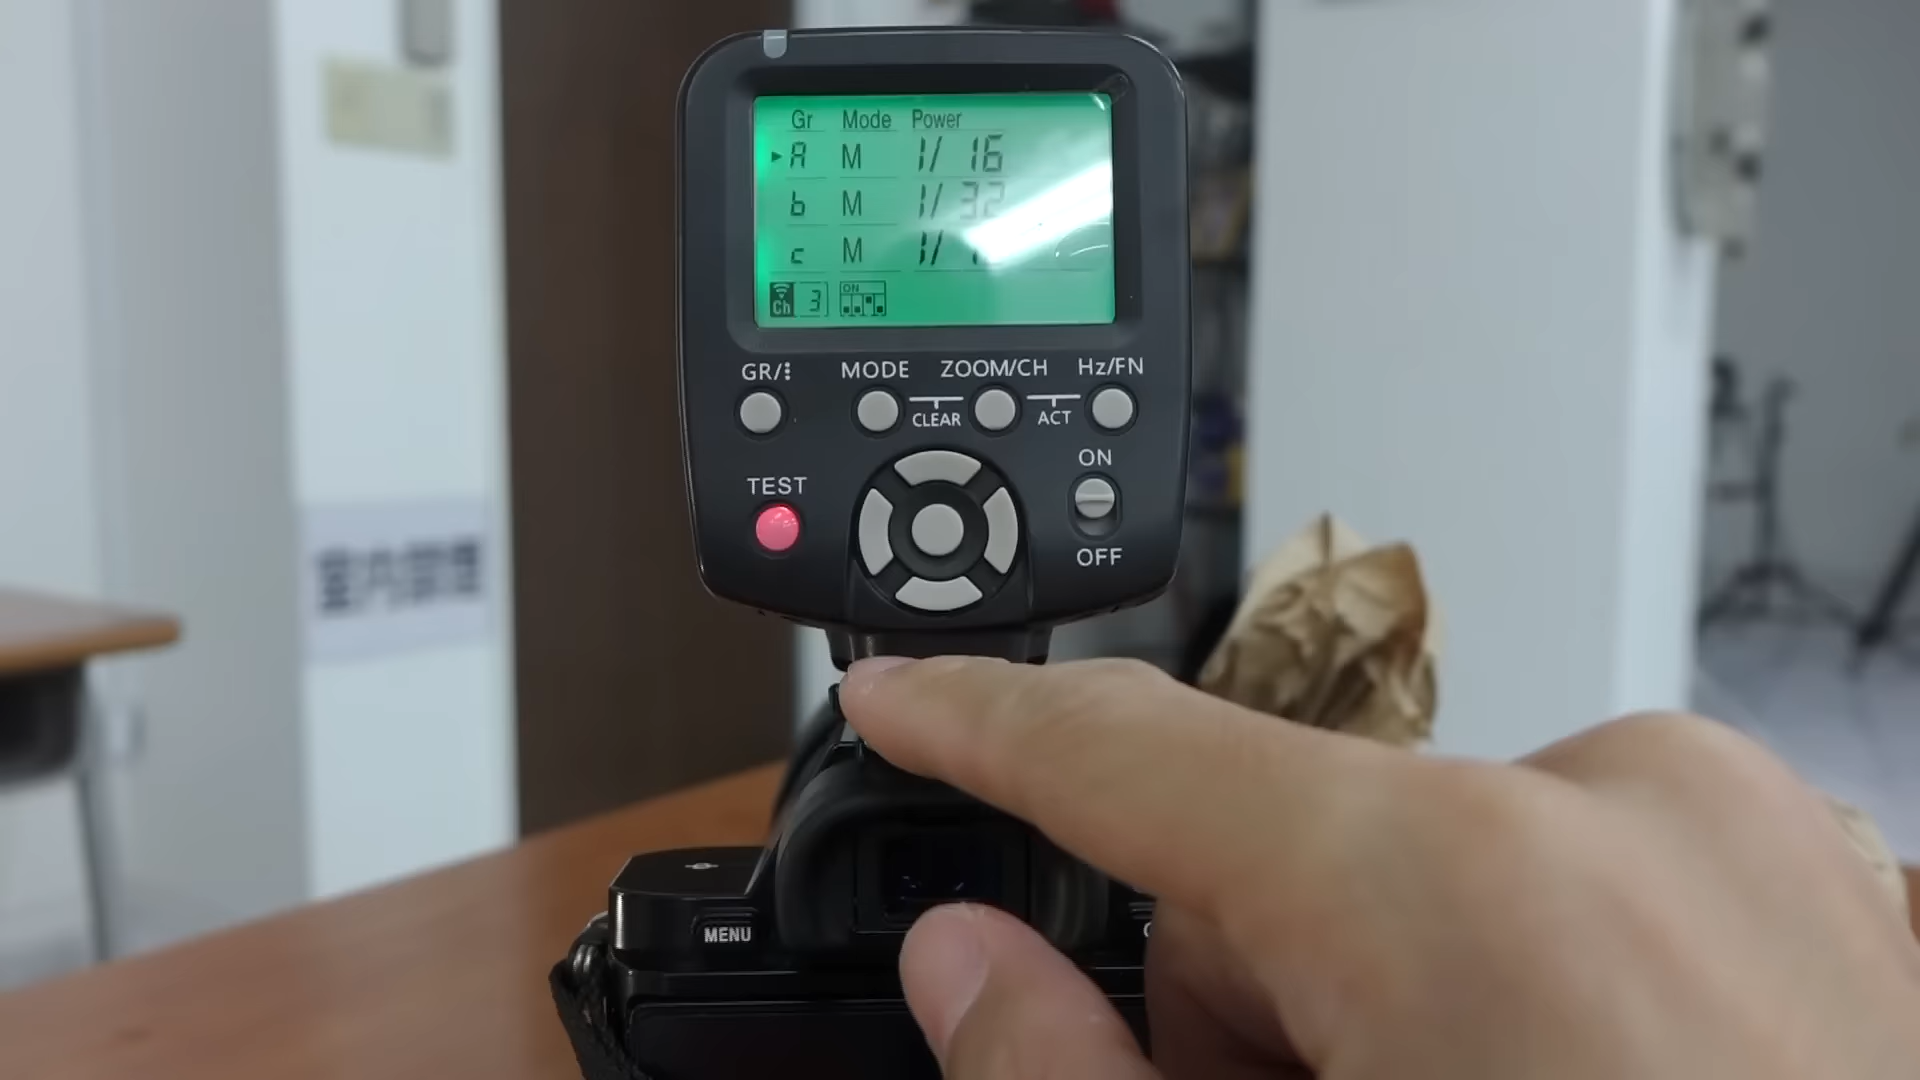 Gr Mode Power
A M 1/ 16
b M 1/ 32
c M 1/
Ch 3 ON
GR/⋮ MODE ZOOM/CH Hz/FN
CLEAR ACT
ON
TEST
OFF
MENU